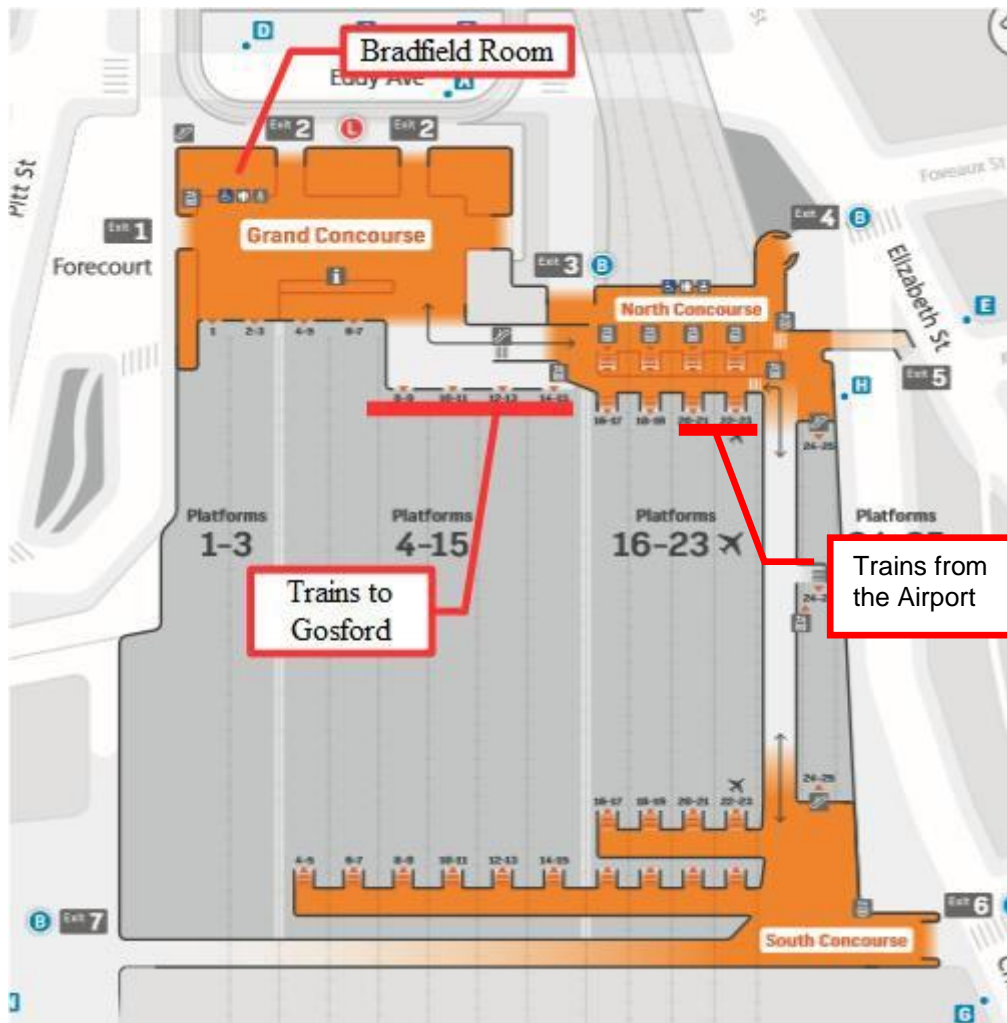 D
Bradfield Room
Eddy Ave
A
St
Pitt St
Exit 2
L
Exit 2
Foveaux St
Exit 1
Grand Concourse
Exit 4
B
Forecourt
i
Exit 3
B
Elizabeth St
North Concourse
E
1
2-3
4-5
6-7
Exit 5
H
8-9
10-11
12-13
14-15
16-17
18-19
20-21
22-23
24-25
Platforms
1-3
Platforms
4-15
Platforms
16-23
Platforms
Trains to
Gosford
Trains from
the Airport
24-25
16-17
18-19
20-21
22-23
4-5
6-7
8-9
10-11
12-13
14-15
B
Exit 7
Exit 6
South Concourse
G